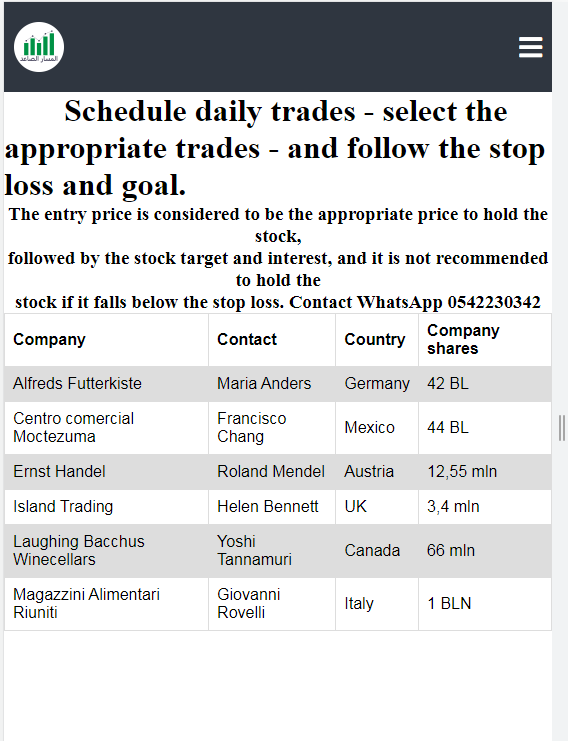 المسار الصاعد
Schedule daily trades - select the
appropriate trades - and follow the stop
loss and goal.
The entry price is considered to be the appropriate price to hold the
stock,
followed by the stock target and interest, and it is not recommended
to hold the
stock if it falls below the stop loss. Contact WhatsApp 0542230342
Company Contact Country Company
shares
Alfreds Futterkiste Maria Anders Germany 42 BL
Centro comercial
Moctezuma Francisco
Chang Mexico 44 BL
Ernst Handel Roland Mendel Austria 12,55 mln
Island Trading Helen Bennett UK 3,4 mln
Laughing Bacchus
Winecellars Yoshi
Tannamuri Canada 66 mln
Magazzini Alimentari
Riuniti Giovanni
Rovelli Italy 1 BLN